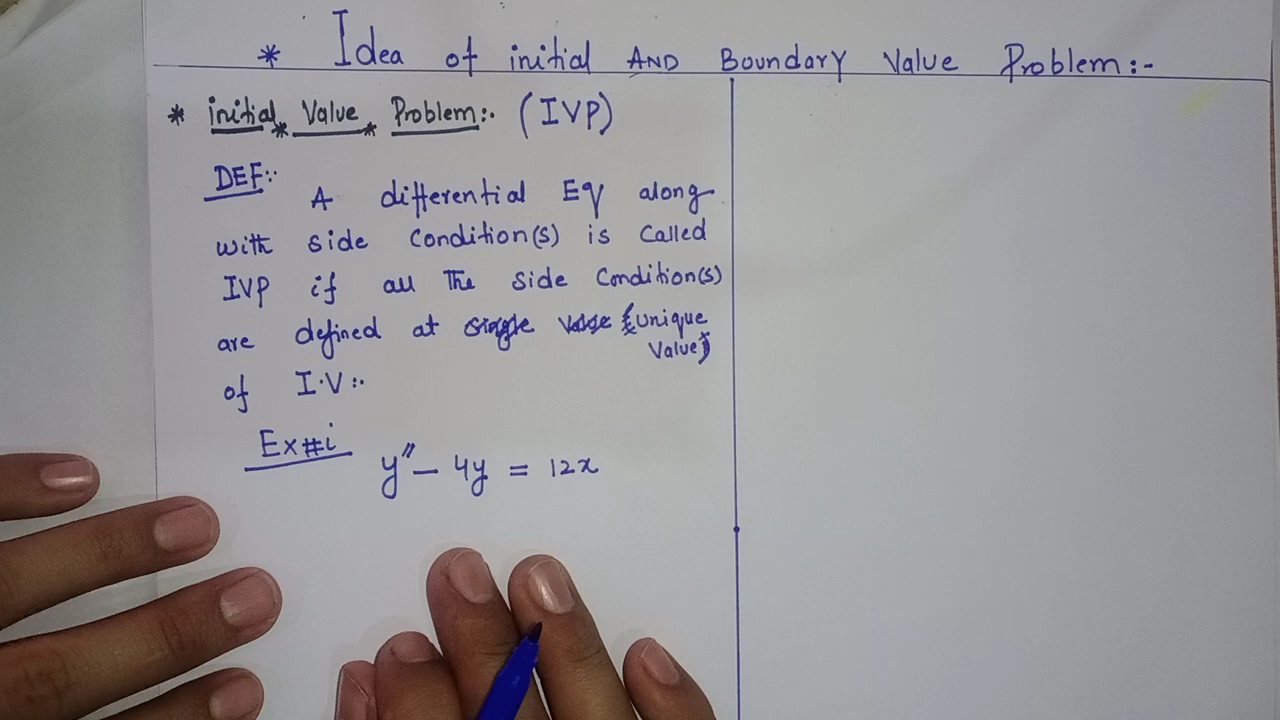 * Idea of initial AND Boundary Value Problem:-
* initial Value Problem:. (IVP)
DEF:.
A differential Eq along
with side condition(s) is called
IVP if all The side Condition(s)
are defined at single value {unique
Value}
of I.V:.
Ex#i
y" - 4y = 12x